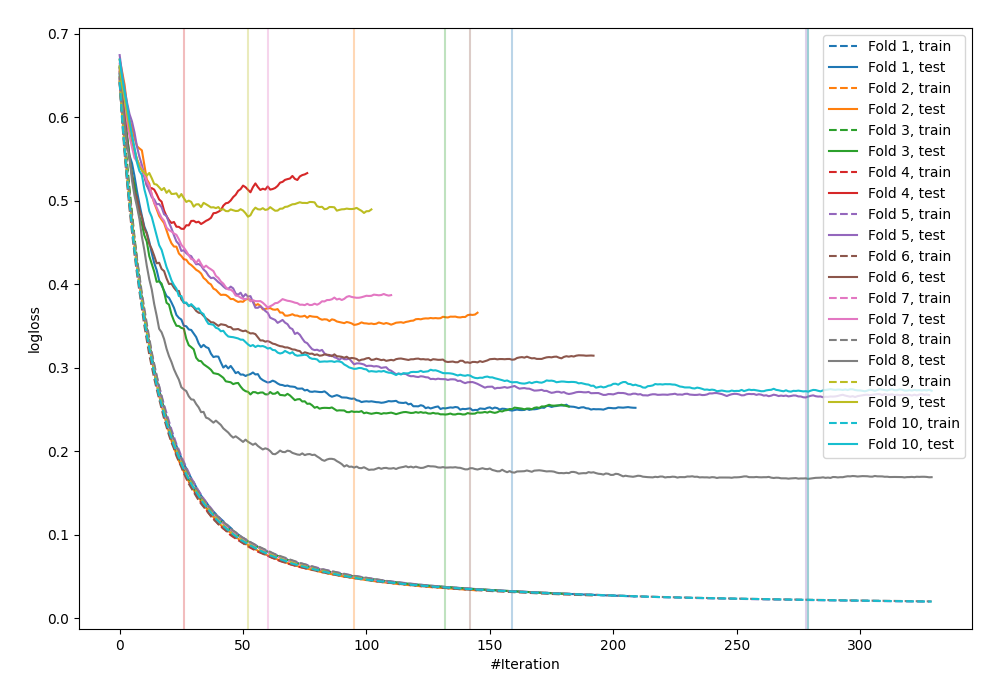 0.7
0.6
0.5
0.4
0.3
0.2
0.1
0.0
logloss
0
50
100
150
200
250
300
#Iteration
Fold 1, train
Fold 1, test
Fold 2, train
Fold 2, test
Fold 3, train
Fold 3, test
Fold 4, train
Fold 4, test
Fold 5, train
Fold 5, test
Fold 6, train
Fold 6, test
Fold 7, train
Fold 7, test
Fold 8, train
Fold 8, test
Fold 9, train
Fold 9, test
Fold 10, train
Fold 10, test